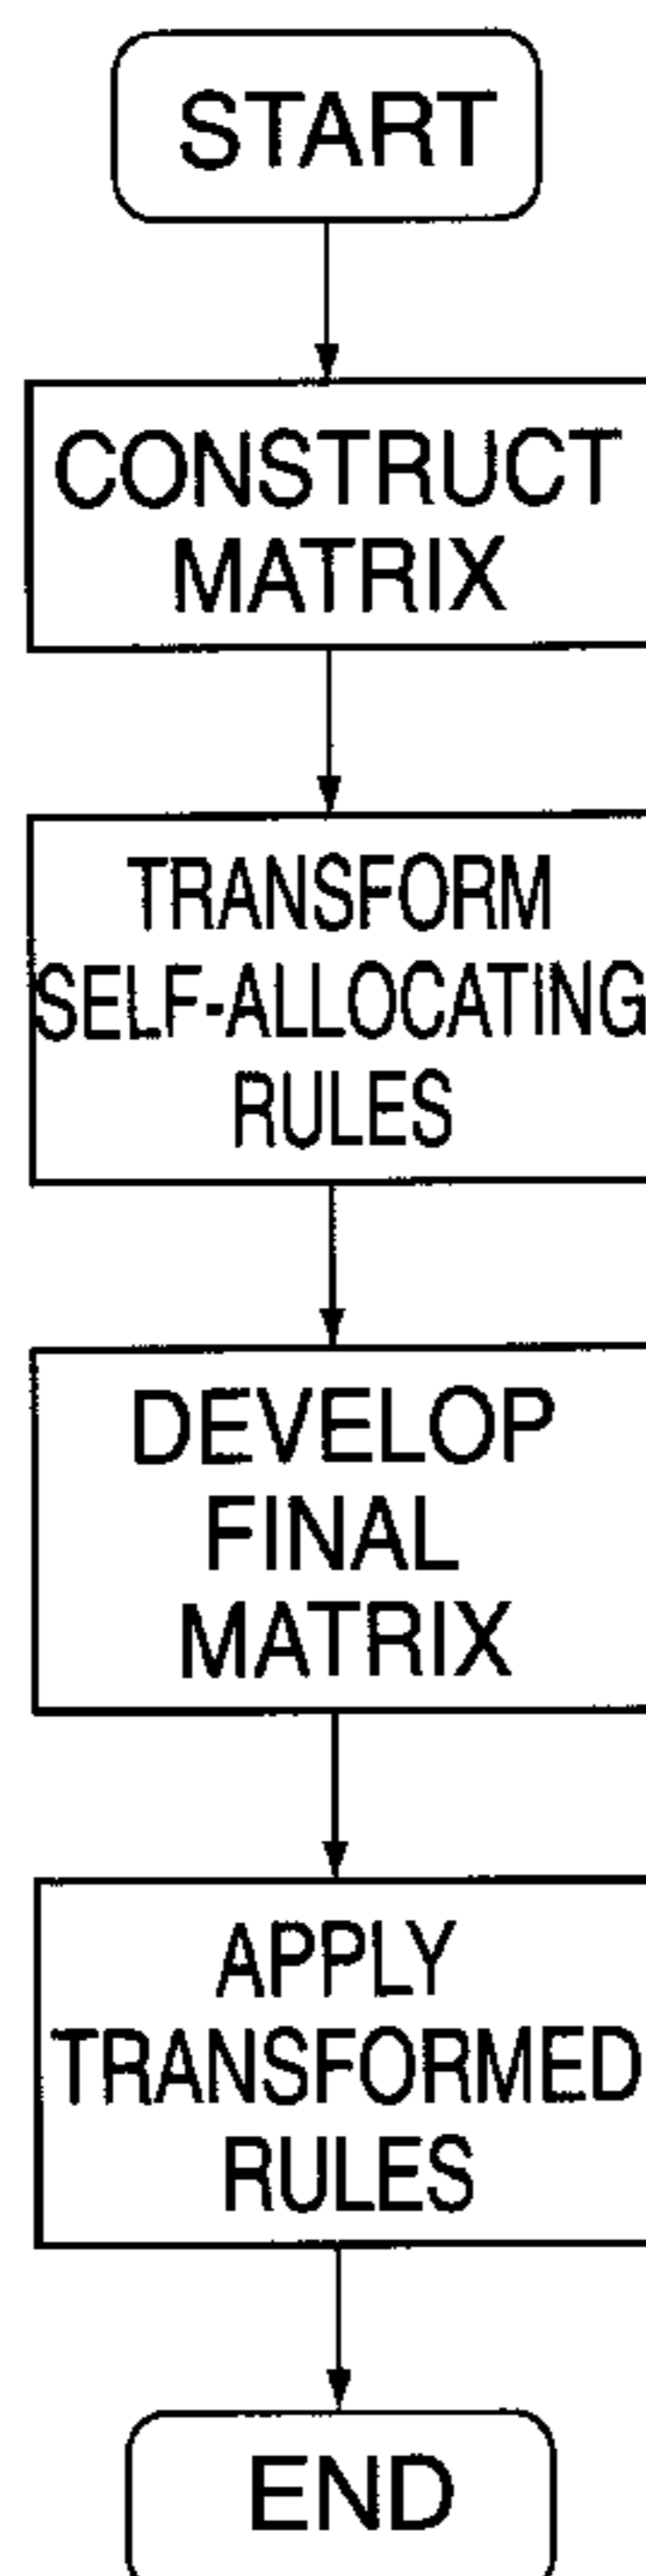 START
CONSTRUCT
MATRIX
TRANSFORM
SELF-ALLOCATING
RULES
DEVELOP
FINAL
MATRIX
APPLY
TRANSFORMED
RULES
END